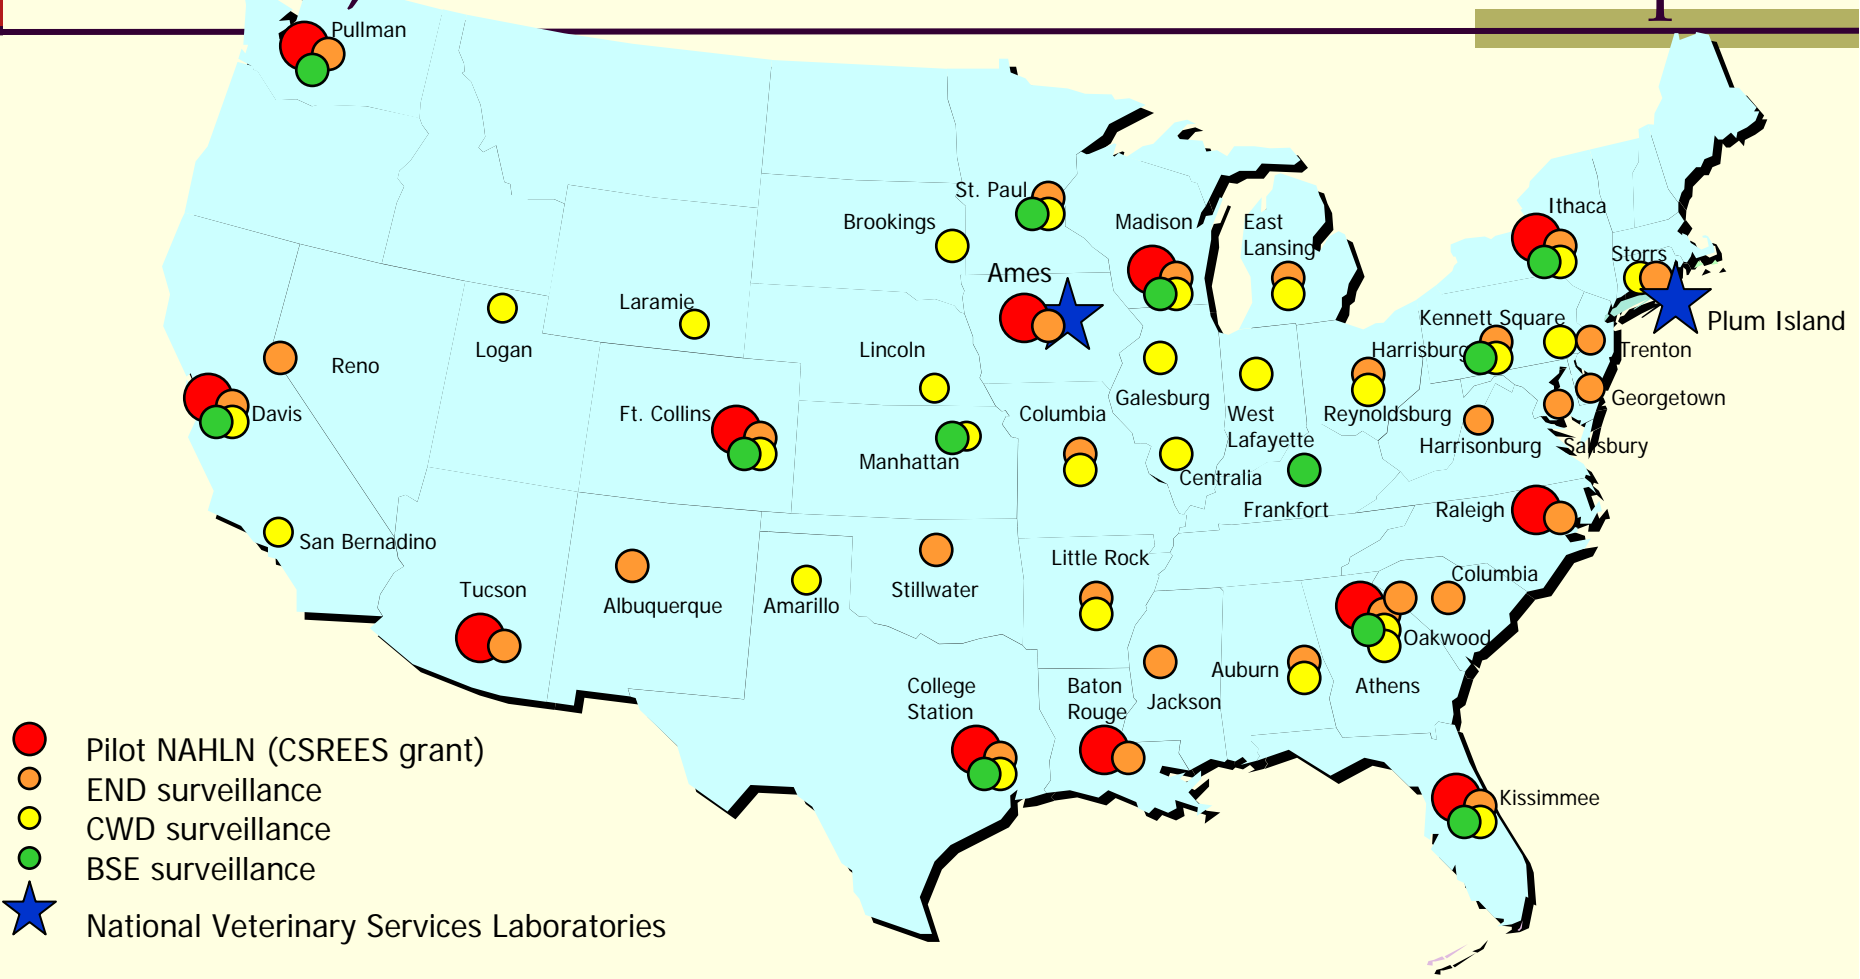 Pullman
St. Paul
Brookings
Madison
East
Lansing
Ithaca
Storrs
Ames
Laramie
Plum Island
Kennett Square
Logan
Lincoln
Harrisburg
Trenton
Reno
Galesburg
Georgetown
Davis
Ft. Collins
Columbia
West
Lafayette
Reynoldsburg
Harrisonburg
Salisbury
Manhattan
Centralia
Frankfort
Raleigh
San Bernadino
Little Rock
Tucson
Albuquerque
Amarillo
Stillwater
Columbia
Oakwood
Auburn
Athens
College
Station
Baton
Rouge
Jackson
Kissimmee
Pilot NAHLN (CSREES grant)
END surveillance
CWD surveillance
BSE surveillance
National Veterinary Services Laboratories